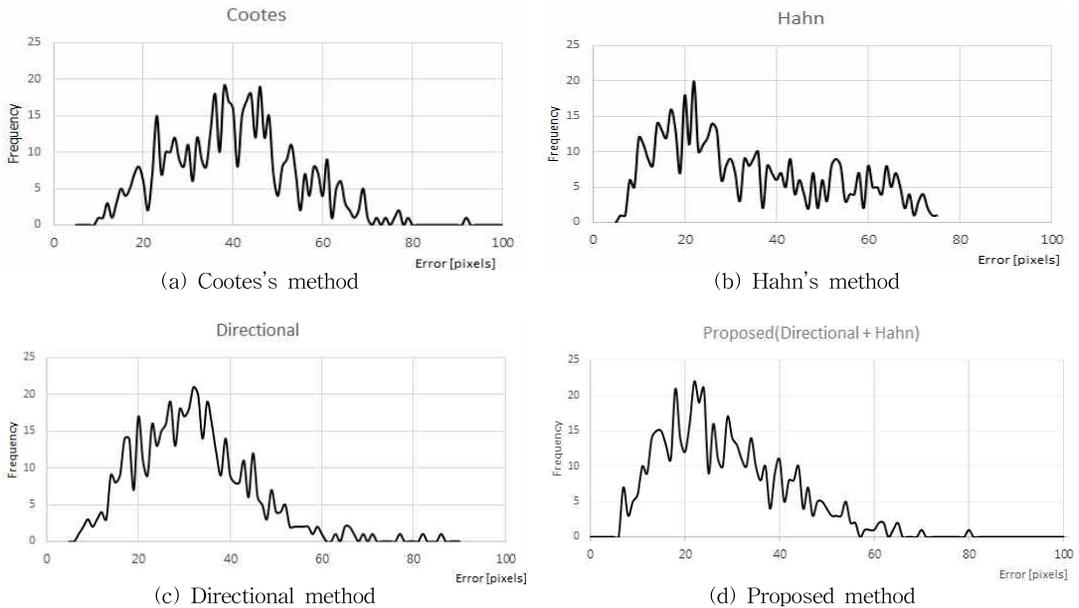 Cootes
25
20
15
10
5
0
Frequency
0 20 40 60 80 100
Error [pixels]
(a) Cootes's method
Hahn
25
20
15
10
5
0
Frequency
0 20 40 60 80 100
Error [pixels]
(b) Hahn's method
Directional
25
20
15
10
5
0
Frequency
0 20 40 60 80 100
Error [pixels]
(c) Directional method
Proposed(Directional + Hahn)
25
20
15
10
5
0
Frequency
0 20 40 60 80 100
Error [pixels]
(d) Proposed method